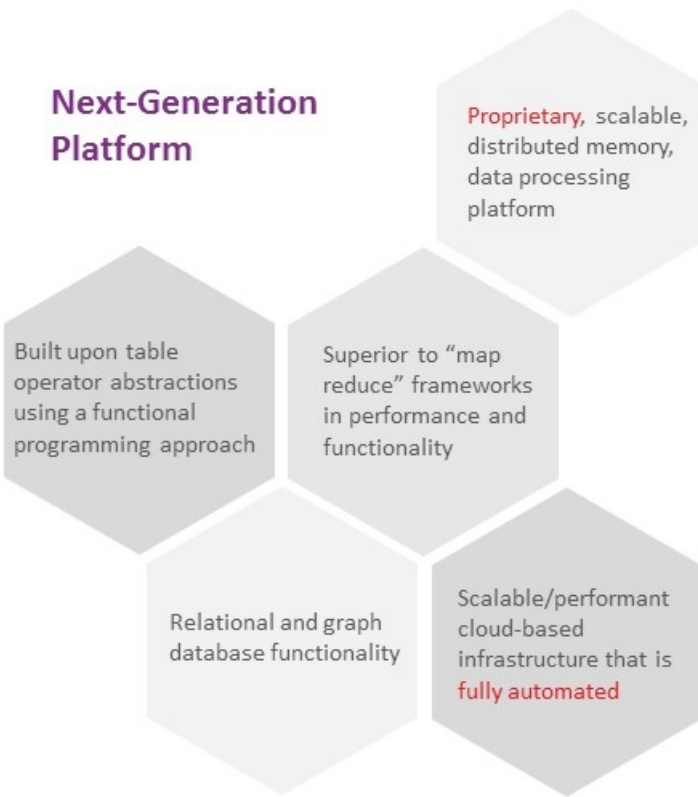 Next-Generation
Platform
Proprietary, scalable,
distributed memory,
data processing
platform
Built upon table
operator abstractions
using a functional
programming approach
Superior to “map
reduce” frameworks
in performance and
functionality
Relational and graph
database functionality
Scalable/performant
cloud-based
infrastructure that is
fully automated